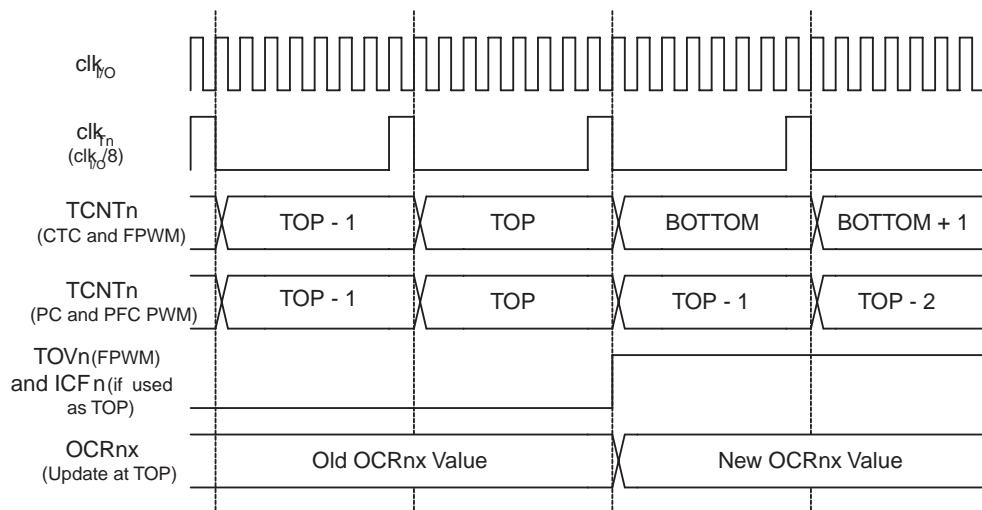 clkI/O
clkTn
(clkI/O/8)
TCNTn
(CTC and FPWM)
TOP - 1
TOP
BOTTOM
BOTTOM + 1
TCNTn
(PC and PFC PWM)
TOP - 1
TOP
TOP - 1
TOP - 2
TOVn(FPWM)
and ICFn(if used
as TOP)
OCRnx
(Update at TOP)
Old OCRnx Value
New OCRnx Value